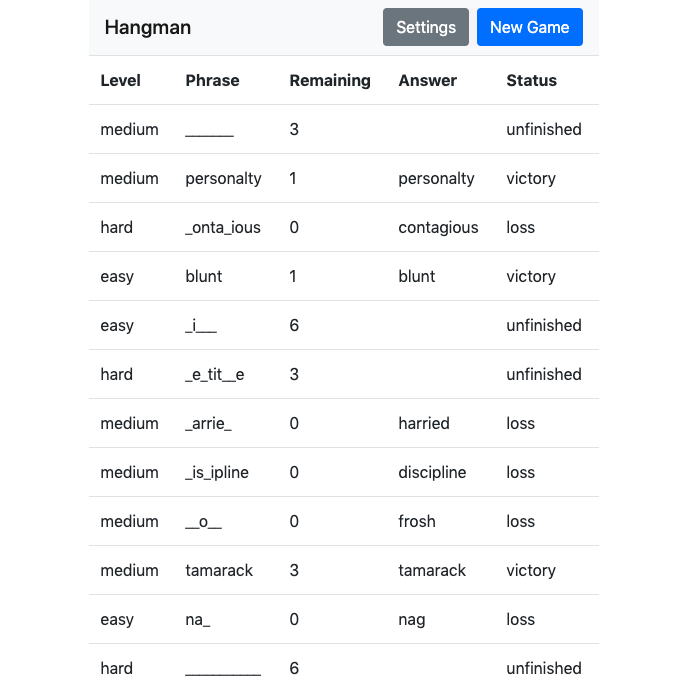 Hangman Settings New Game
Level Phrase Remaining Answer Status
medium _______ 3 unfinished
medium personalty 1 personalty victory
hard _onta_ious 0 contagious loss
easy blunt 1 blunt victory
easy _i___ 6 unfinished
hard _e_tit__e 3 unfinished
medium _arrie_ 0 harried loss
medium _is_ipline 0 discipline loss
medium __o__ 0 frosh loss
medium tamarack 3 tamarack victory
easy na_ 0 nag loss
hard ___________ 6 unfinished